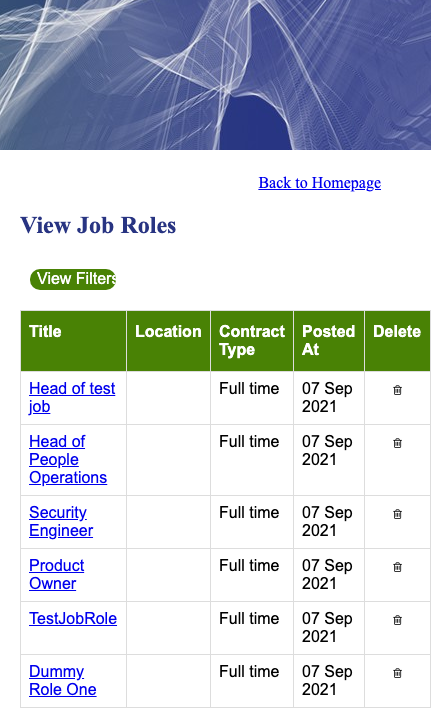 Back to Homepage
View Job Roles
View Filters
Title Location Contract Posted Delete
Type At
Head of test Full time 07 Sep
job 2021
Head of Full time 07 Sep
People 2021
Operations
Security Full time 07 Sep
Engineer 2021
Product Full time 07 Sep
Owner 2021
TestJobRole Full time 07 Sep
2021
Dummy Full time 07 Sep
Role One 2021